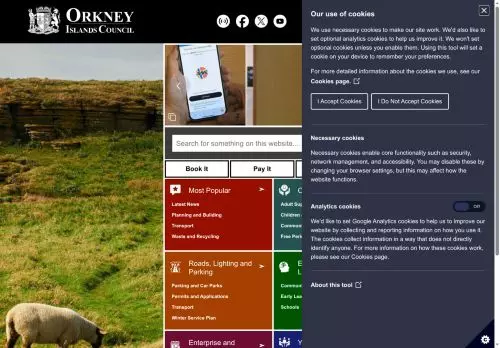 ORKNEY
ISLANDS COUNCIL
Search for something on this website...
Book It
Pay It
Most Popular
Latest News
Planning and Building
Transport
Waste and Recycling
Adult Su
Children
Commun
Free Park
Roads, Lighting and
Parking
Parking and Car Parks
Permits and Applications
Transport
Winter Service Plan
Commun
Early Lea
Schools
Enterprise and
Our use of cookies
We use necessary cookies to make our site work. We'd also like to
set optional analytics cookies to help us improve it. We won't set
optional cookies unless you enable them. Using this tool will set a
cookie on your device to remember your preferences.
For more detailed information about the cookies we use, see our
Cookies page.
I Accept Cookies
I Do Not Accept Cookies
Necessary cookies
Necessary cookies enable core functionality such as security,
network management, and accessibility. You may disable these by
changing your browser settings, but this may affect how the
website functions.
Analytics cookies
Off
We'd like to set Google Analytics cookies to help us to improve our
website by collecting and reporting information on how you use it.
The cookies collect information in a way that does not directly
identify anyone. For more information on how these cookies work,
please see our Cookies page.
About this tool